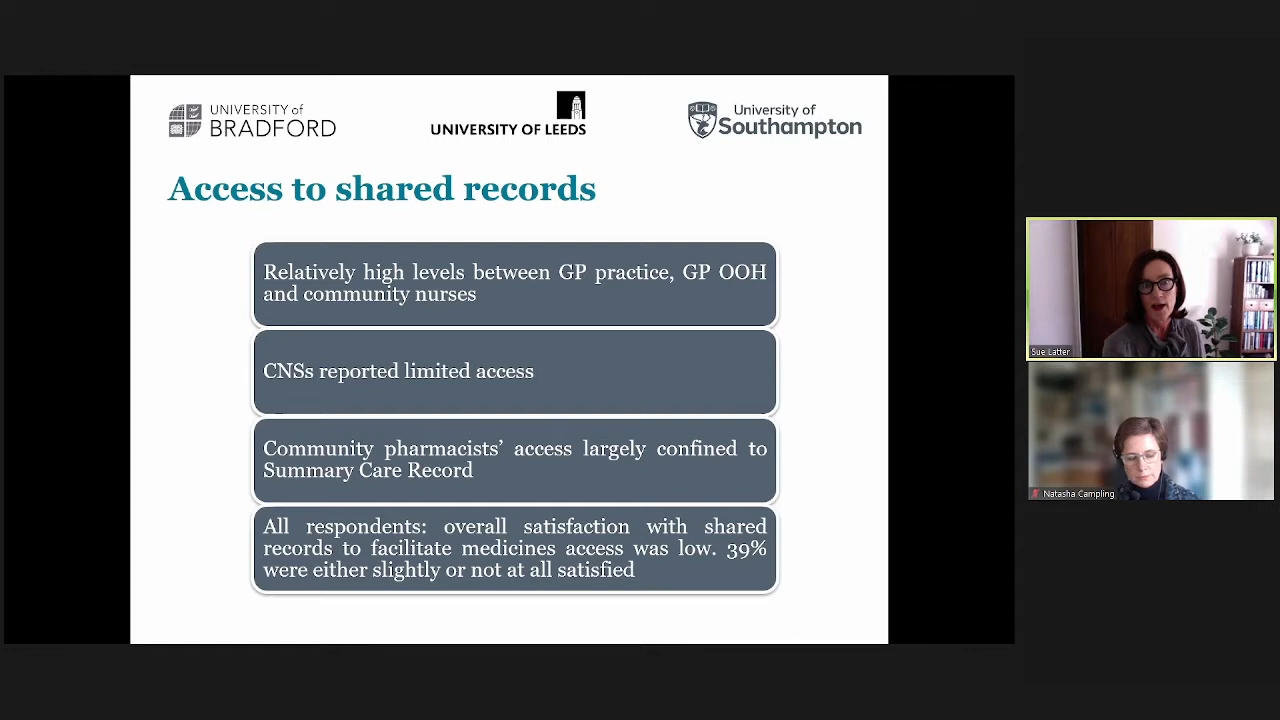 UNIVERSITY of
BRADFORD
UNIVERSITY OF LEEDS
University of
Southampton
Access to shared records
Relatively high levels between GP practice, GP OOH
and community nurses
CNSs reported limited access
Community pharmacists’ access largely confined to
Summary Care Record
All respondents: overall satisfaction with shared
records to facilitate medicines access was low. 39%
were either slightly or not at all satisfied
Sue Latter
Natasha Campling